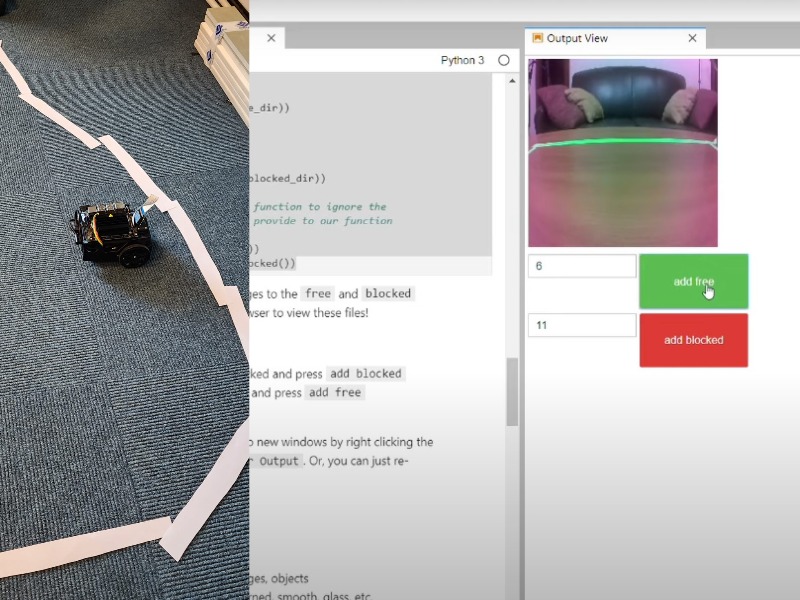 Python 3
Output View
e_dir))
blocked_dir))
function to ignore the
provide to our function
))
ocked())
ges to the free and blocked
wser to view these files!
ked and press add blocked
and press add free
o new windows by right clicking the
r Output. Or, you can just re-
ges, objects
rned, smooth, glass, etc.
6
add free
11
add blocked